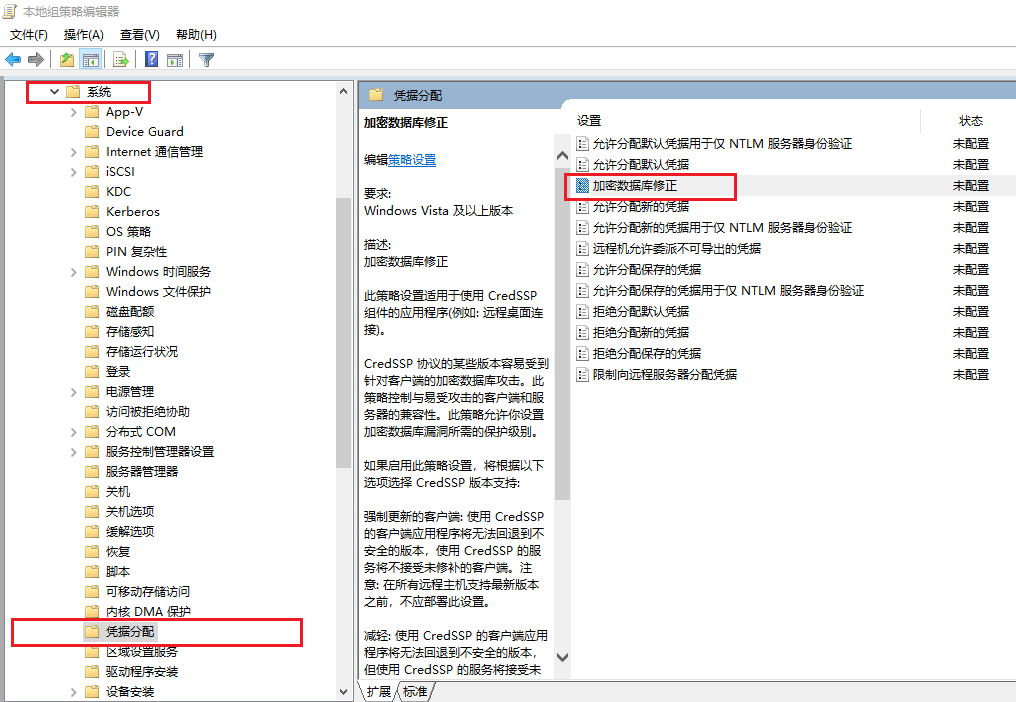 本地组策略编辑器
文件(F) 操作(A) 查看(V) 帮助(H)
系统
App-V
Device Guard
Internet 通信管理
iSCSI
KDC
Kerberos
OS 策略
PIN 复杂性
Windows 时间服务
Windows 文件保护
磁盘配额
存储感知
存储运行状况
登录
电源管理
访问被拒绝协助
分布式 COM
服务控制管理器设置
服务器管理器
关机
关机选项
缓解选项
恢复
脚本
可移动存储访问
内核 DMA 保护
凭据分配
区域设置服务
驱动程序安装
设备安装
凭据分配
加密数据库修正
编辑策略设置
要求:
Windows Vista 及以上版本
描述:
加密数据库修正
此策略设置适用于使用 CredSSP
组件的应用程序(例如: 远程桌面连
接)。
CredSSP 协议的某些版本容易受到
针对客户端的加密数据库攻击。此
策略控制与易受攻击的客户端和服
务器的兼容性。此策略允许你设置
加密数据库漏洞所需的保护级别。
如果启用此策略设置，将根据以下
选项选择 CredSSP 版本支持:
强制更新的客户端: 使用 CredSSP
的客户端应用程序将无法回退到不
安全的版本，使用 CredSSP 的服
务将不接受未修补的客户端。注
意: 在所有远程主机支持最新版本
之前，不应部署此设置。
减轻: 使用 CredSSP 的客户端应用
程序将无法回退到不安全的版本，
但使用 CredSSP 的服务将接受未
设置 状态
允许分配默认凭据用于仅 NTLM 服务器身份验证 未配置
允许分配默认凭据 未配置
加密数据库修正 未配置
允许分配新的凭据 未配置
允许分配新的凭据用于仅 NTLM 服务器身份验证 未配置
远程机允许委派不可导出的凭据 未配置
允许分配保存的凭据 未配置
允许分配保存的凭据用于仅 NTLM 服务器身份验证 未配置
拒绝分配默认凭据 未配置
拒绝分配新的凭据 未配置
拒绝分配保存的凭据 未配置
限制向远程服务器分配凭据 未配置
扩展 标准